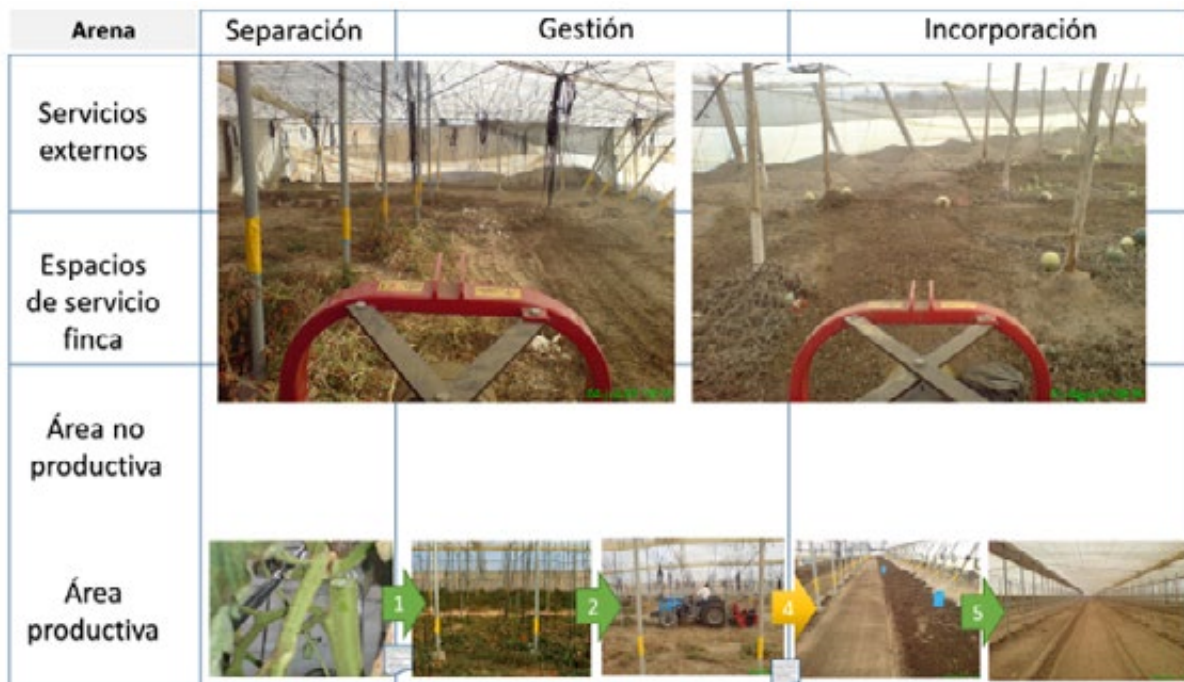 Arena
Separación
Gestión
Incorporación
Servicios
externos
Espacios
de servicio
finca
Área no
productiva
Área
productiva
1
2
4
5